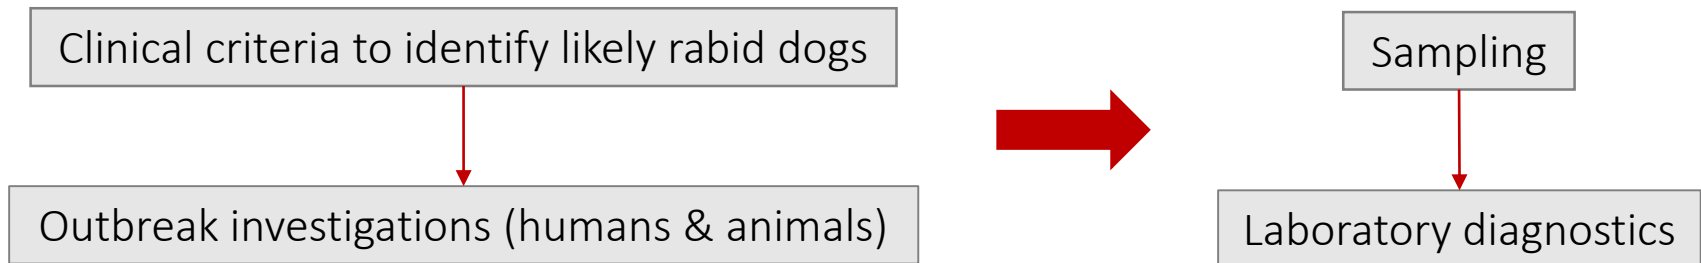 Clinical criteria to identify likely rabid dogs
Outbreak investigations (humans & animals)
Sampling
Laboratory diagnostics